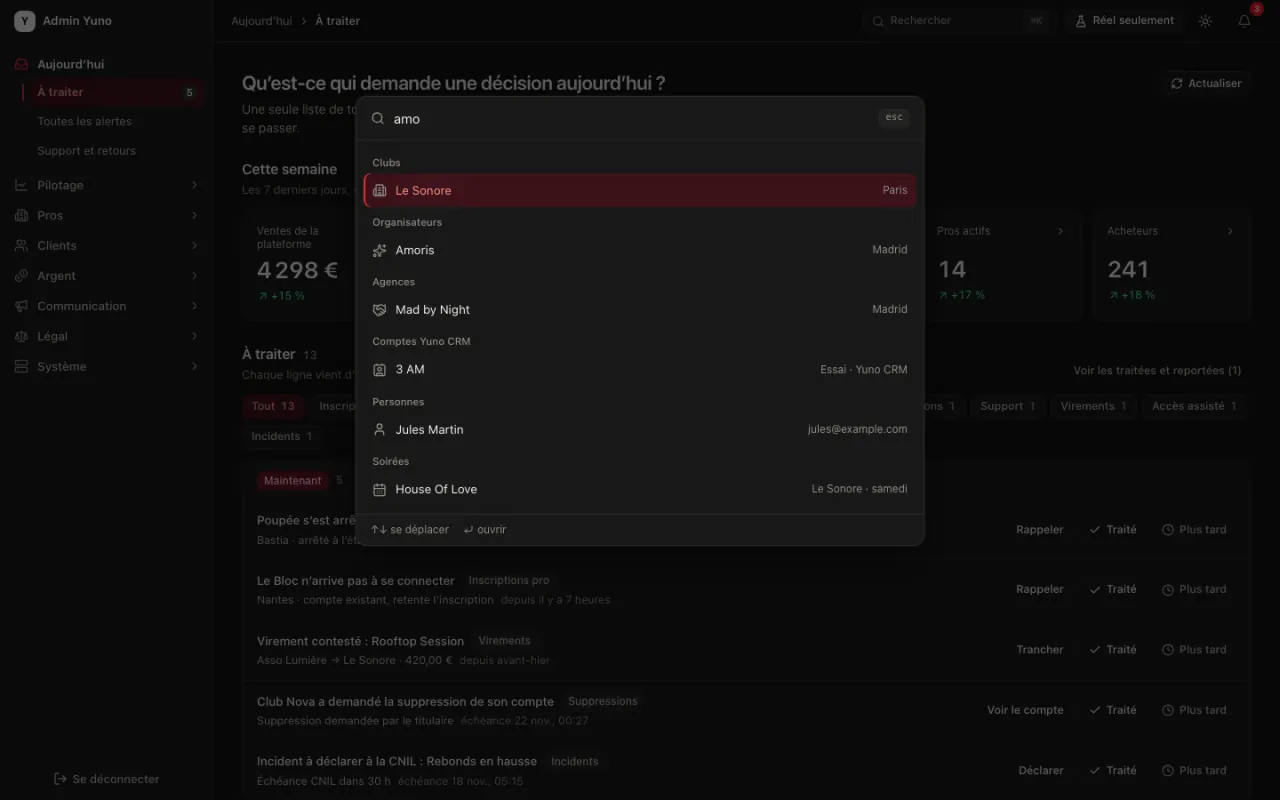 Y Admin Yuno
Aujourd'hui > À traiter
Rechercher ⌘K
Réel seulement
3
Aujourd'hui
À traiter 5
Toutes les alertes
Support et retours
Pilotage
Pros
Clients
Argent
Communication
Légal
Système
Se déconnecter
Qu'est-ce qui demande une décision aujourd'hui ?
Actualiser
Une seule liste de
se passer.
Cette semaine
Les 7 derniers jours,
Ventes de la
plateforme
4 298 €
↗ +15 %
Pros actifs
14
↗ +17 %
Acheteurs
241
↗ +18 %
À traiter 13
Chaque ligne vient
Voir les traitées et reportées (1)
Tout 13
Support 1
Virements 1
Accès assisté 1
Incidents 1
amo
esc
Clubs
Le Sonore Paris
Organisateurs
Amoris Madrid
Agences
Mad by Night Madrid
Comptes Yuno CRM
3 AM Essai · Yuno CRM
Personnes
Jules Martin jules@example.com
Soirées
House Of Love Le Sonore · samedi
↑↓ se déplacer ↵ ouvrir
Maintenant 5
Poupée s'est
Bastia · arrêté à
Rappeler Traité Plus tard
Le Bloc n'arrive pas à se connecter Inscriptions pro
Nantes · compte existant, retente l'inscription depuis il y a 7 heures
Rappeler Traité Plus tard
Virement contesté : Rooftop Session Virements
Asso Lumière → Le Sonore · 420,00 € depuis avant-hier
Trancher Traité Plus tard
Club Nova a demandé la suppression de son compte Suppressions
Suppression demandée par le titulaire échéance 22 nov., 00:27
Voir le compte Traité Plus tard
Incident à déclarer à la CNIL : Rebonds en hausse Incidents
Échéance CNIL dans 30 h échéance 18 nov., 05:15
Déclarer Traité Plus tard